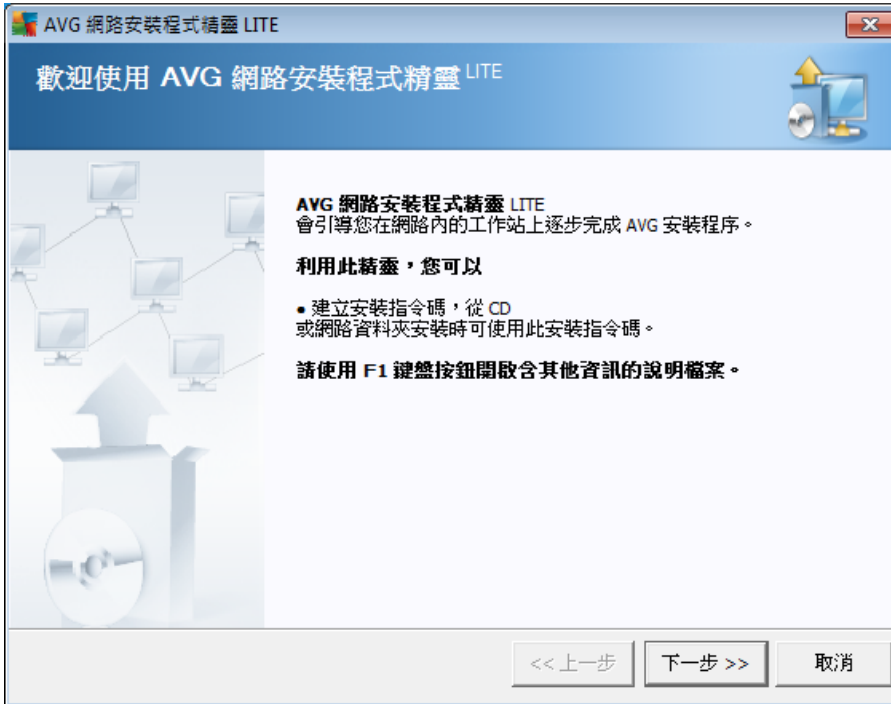 AVG 網路安裝程式精靈 LITE
歡迎使用 AVG 網路安裝程式精靈 LITE
AVG 網路安裝程式精靈 LITE
會引導您在網路內的工作站上逐步完成 AVG 安裝程序。
利用此精靈，您可以
• 建立安裝指令碼，從 CD
或網路資料夾安裝時可使用此安裝指令碼。
請使用 F1 鍵盤按鈕開啟含其他資訊的說明檔案。
<< 上一步
下一步 >>
取消